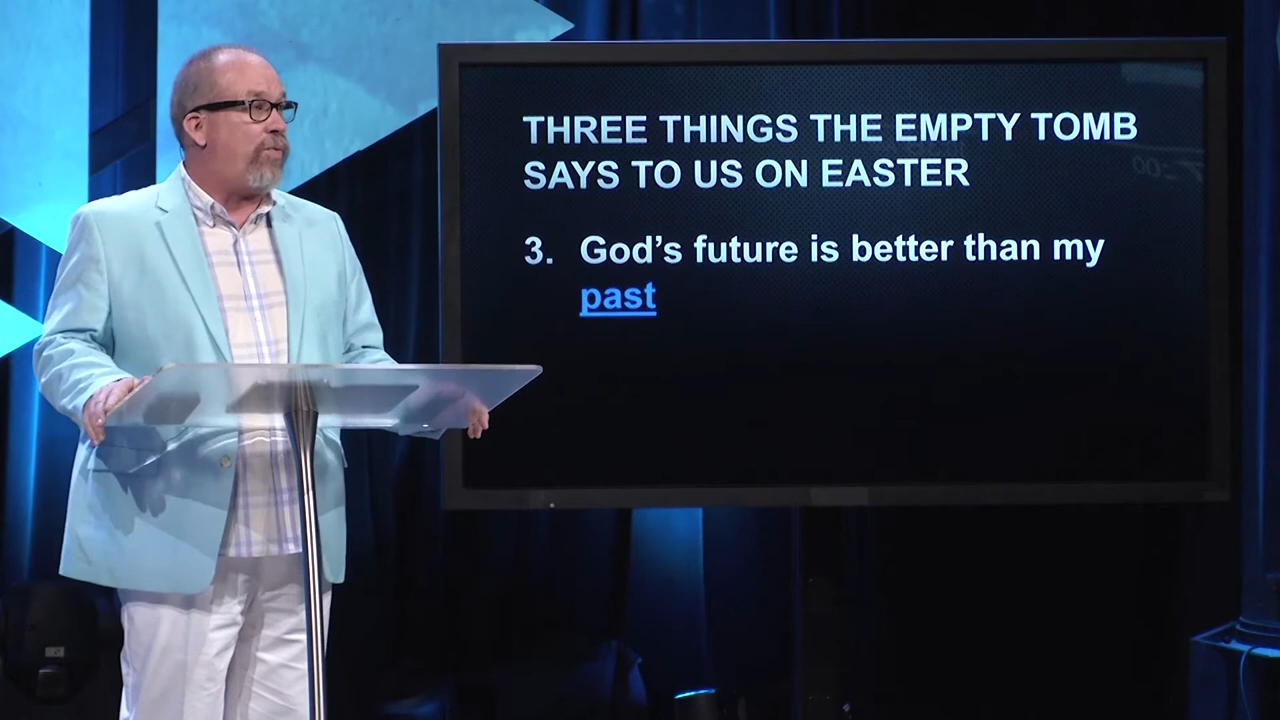 THREE THINGS THE EMPTY TOMB
SAYS TO US ON EASTER
3. God’s future is better than my
past